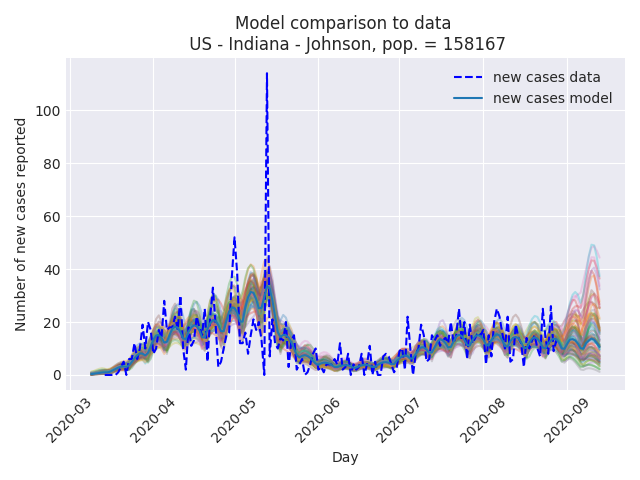 Model comparison to data
US - Indiana - Johnson, pop. = 158167
new cases data
new cases model
Number of new cases reported
100
80
60
40
20
0
2020-03
2020-04
2020-05
2020-06
2020-07
2020-08
2020-09
Day